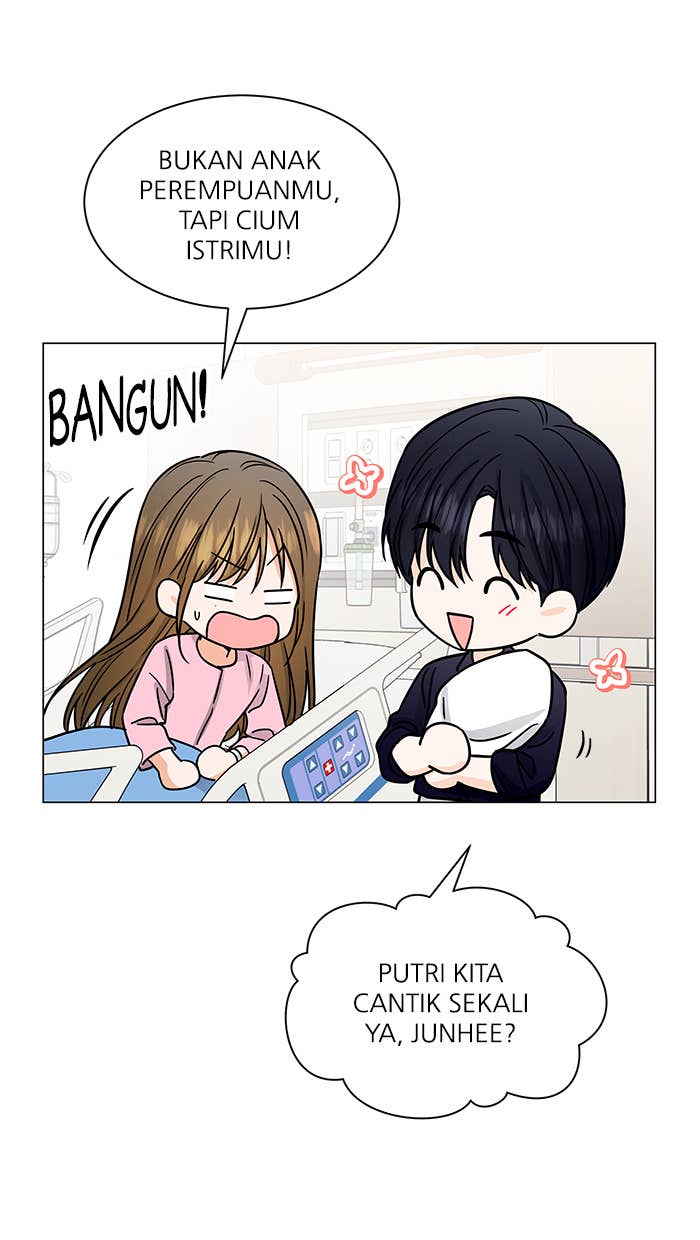 BUKAN ANAK
PEREMPUANMU,
TAPI CIUM
ISTRIMU!
BANGUN!
PUTRI KITA
CANTIK SEKALI
YA, JUNHEE?